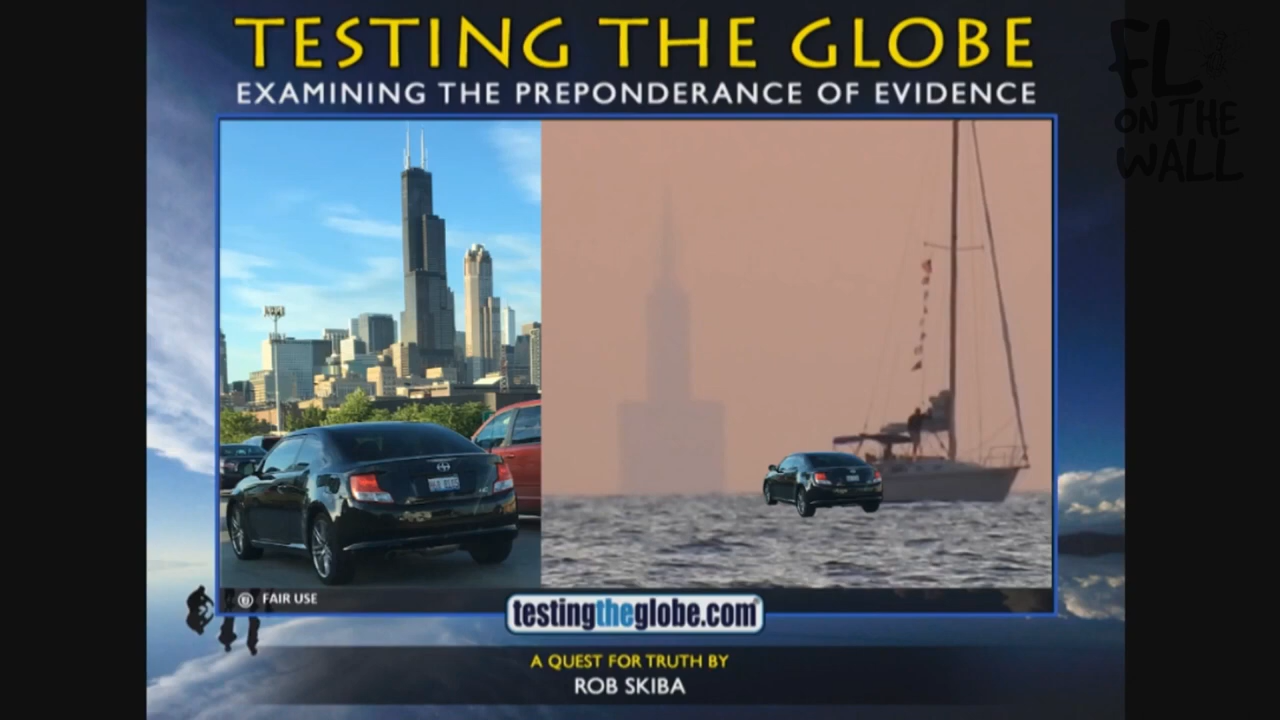 TESTING THE GLOBE
EXAMINING THE PREPONDERANCE OF EVIDENCE
FL
ON THE
WALL
FAIR USE
testingtheglobe.com
A QUEST FOR TRUTH BY
ROB SKIBA